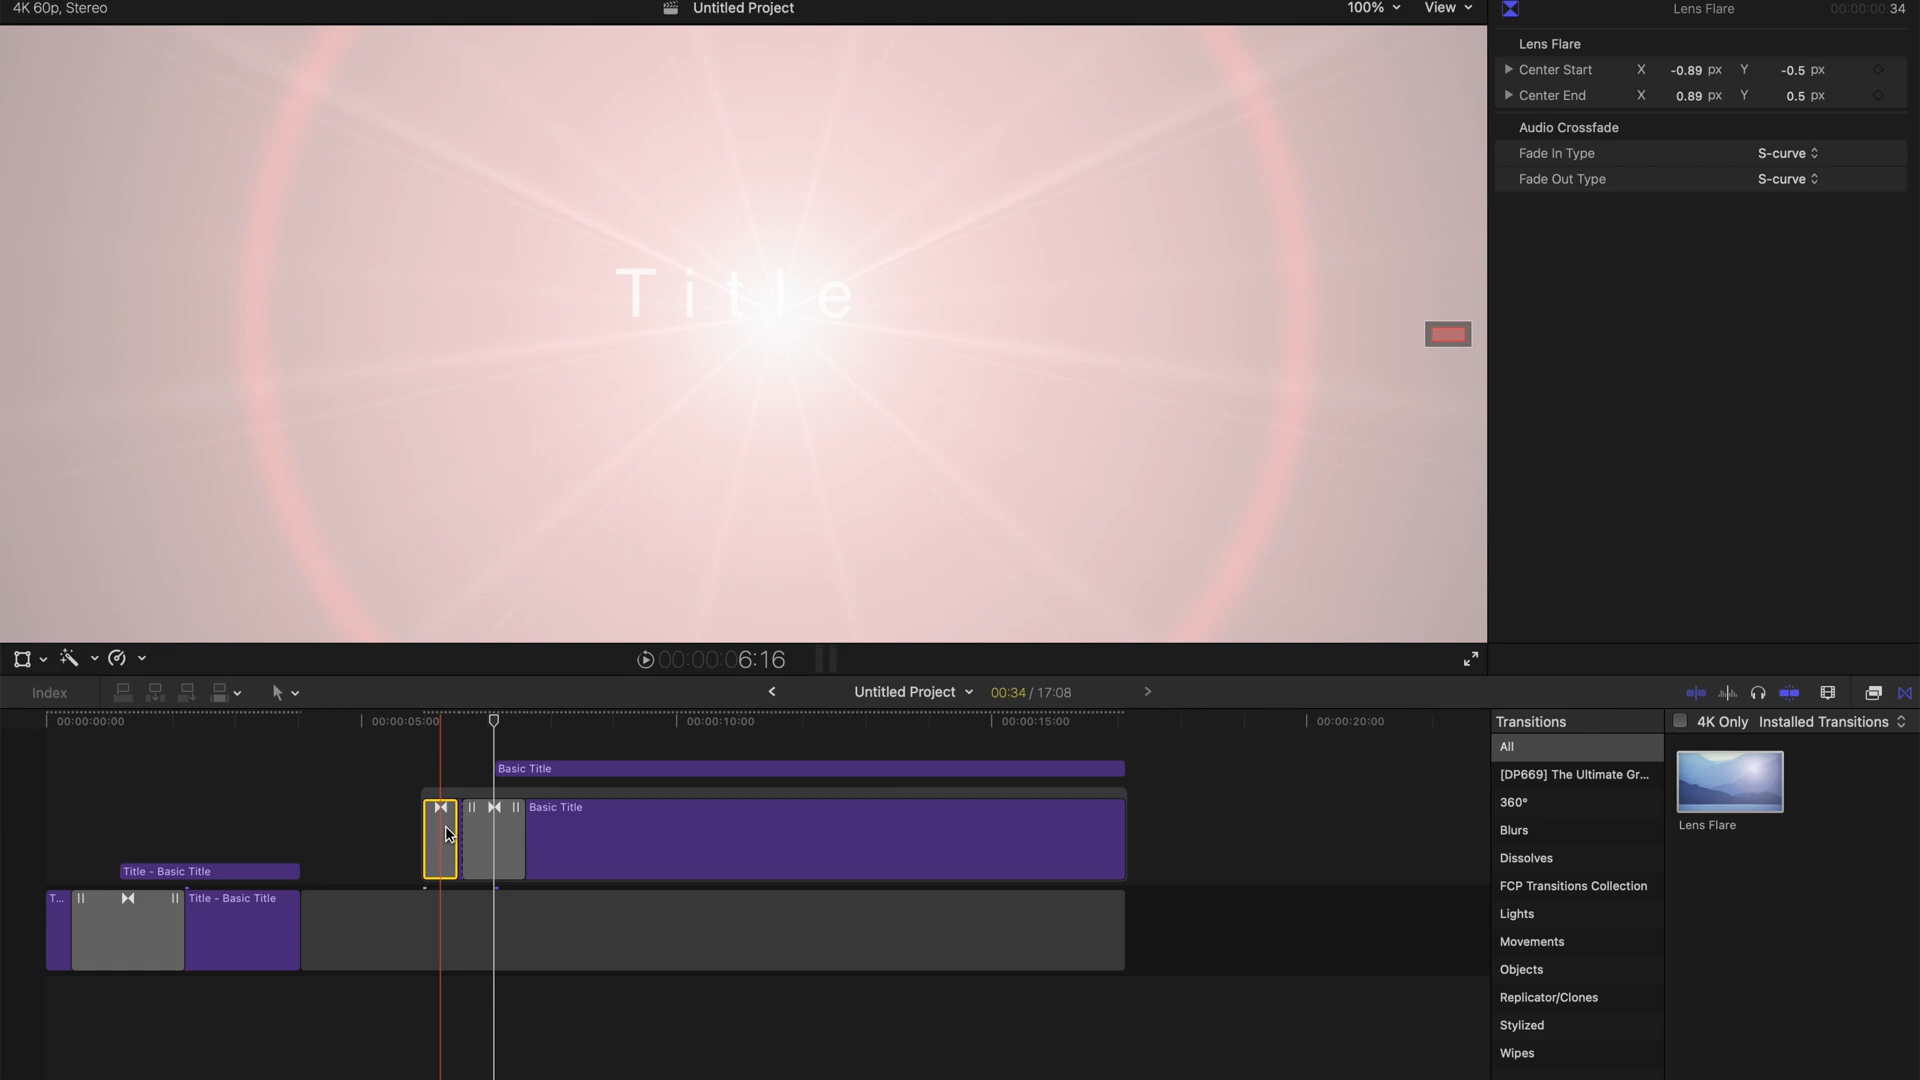 4K 60p, Stereo
Untitled Project
100%
View
Lens Flare
00:00:00:34
Lens Flare
Center Start X -0.89 px Y -0.5 px
Center End X 0.89 px Y 0.5 px
Audio Crossfade
Fade In Type S-curve
Fade Out Type S-curve
Title
00:00:06:16
Index
Untitled Project
00:34 / 17:08
00:00:00:00
00:00:05:00
00:00:10:00
00:00:15:00
00:00:20:00
Basic Title
Basic Title
Title - Basic Title
T...
Title - Basic Title
Transitions
4K Only
Installed Transitions
All
[DP669] The Ultimate Gr...
360°
Blurs
Dissolves
FCP Transitions Collection
Lights
Movements
Objects
Replicator/Clones
Stylized
Wipes
Lens Flare